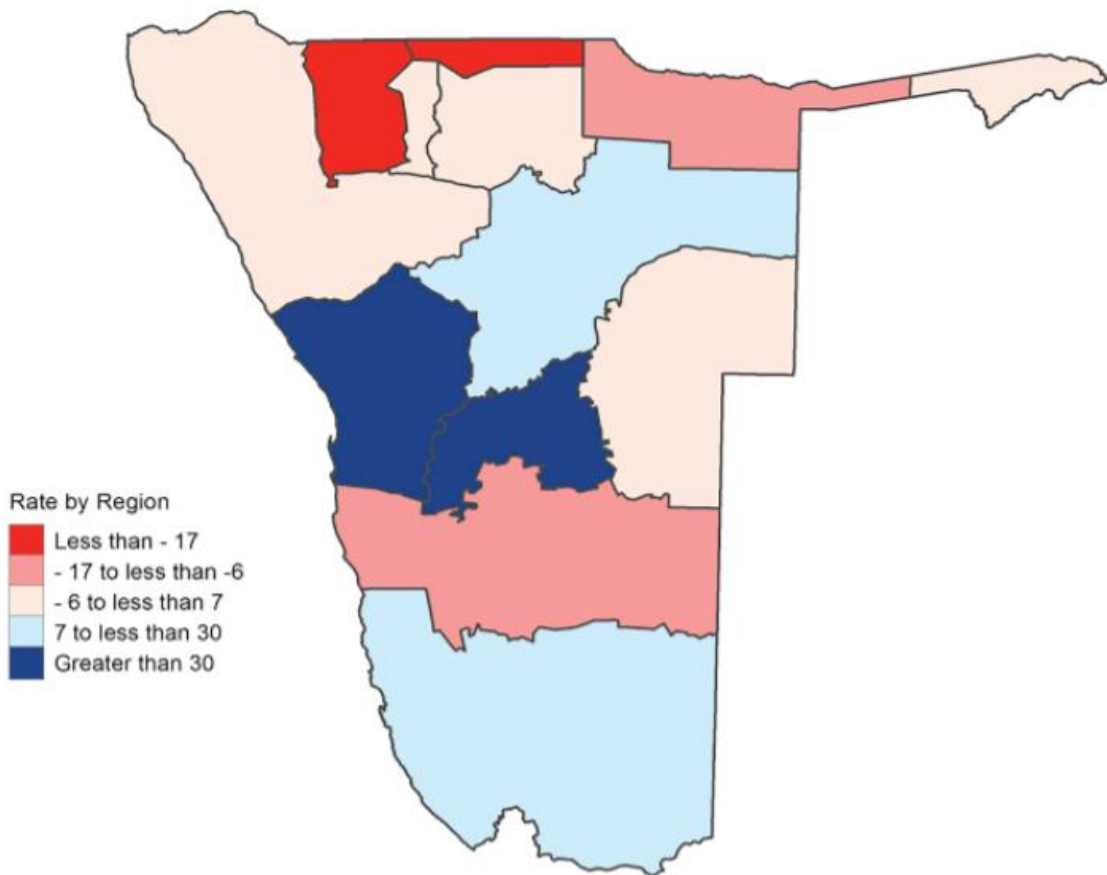 Rate by Region
Less than - 17
- 17 to less than -6
- 6 to less than 7
7 to less than 30
Greater than 30